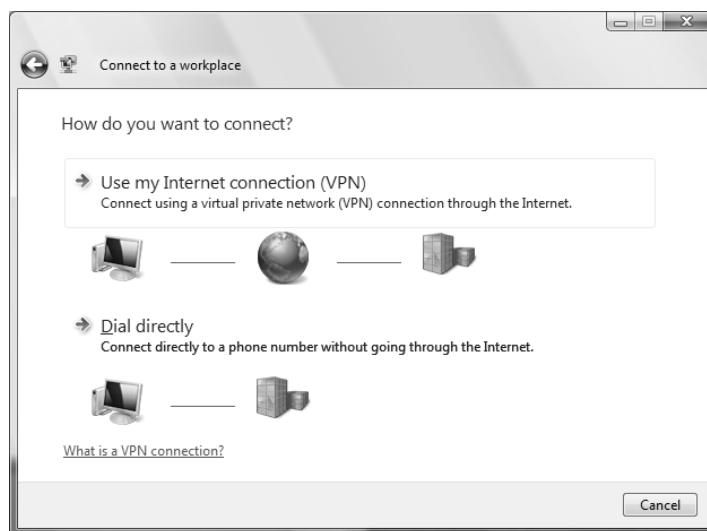 Connect to a workplace
How do you want to connect?
Use my Internet connection (VPN)
Connect using a virtual private network (VPN) connection through the Internet.
Dial directly
Connect directly to a phone number without going through the Internet.
What is a VPN connection?
Cancel